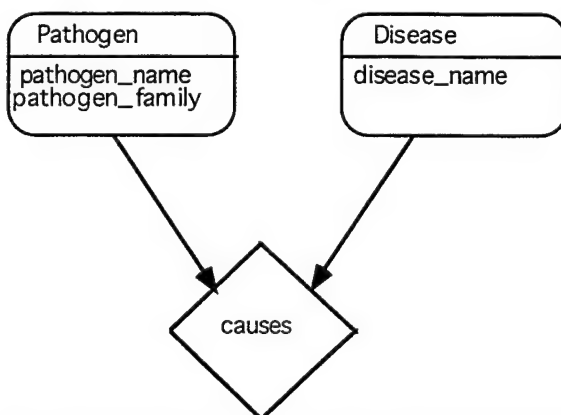 Pathogen
pathogen_name
pathogen_family
Disease
disease_name
causes